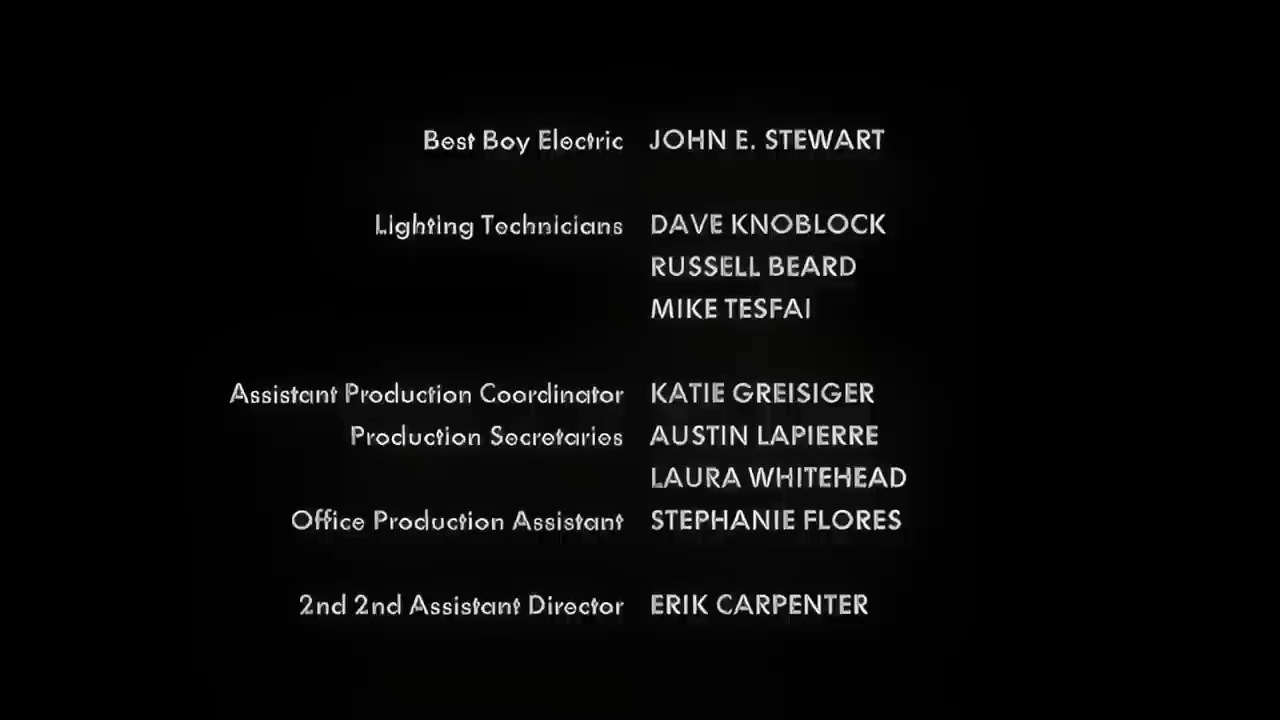 Best Boy Electric JOHN E. STEWART
Lighting Technicians DAVE KNOBLOCK
RUSSELL BEARD
MIKE TESFAI
Assistant Production Coordinator KATIE GREISIGER
Production Secretaries AUSTIN LAPIERRE
LAURA WHITEHEAD
Office Production Assistant STEPHANIE FLORES
2nd 2nd Assistant Director ERIK CARPENTER